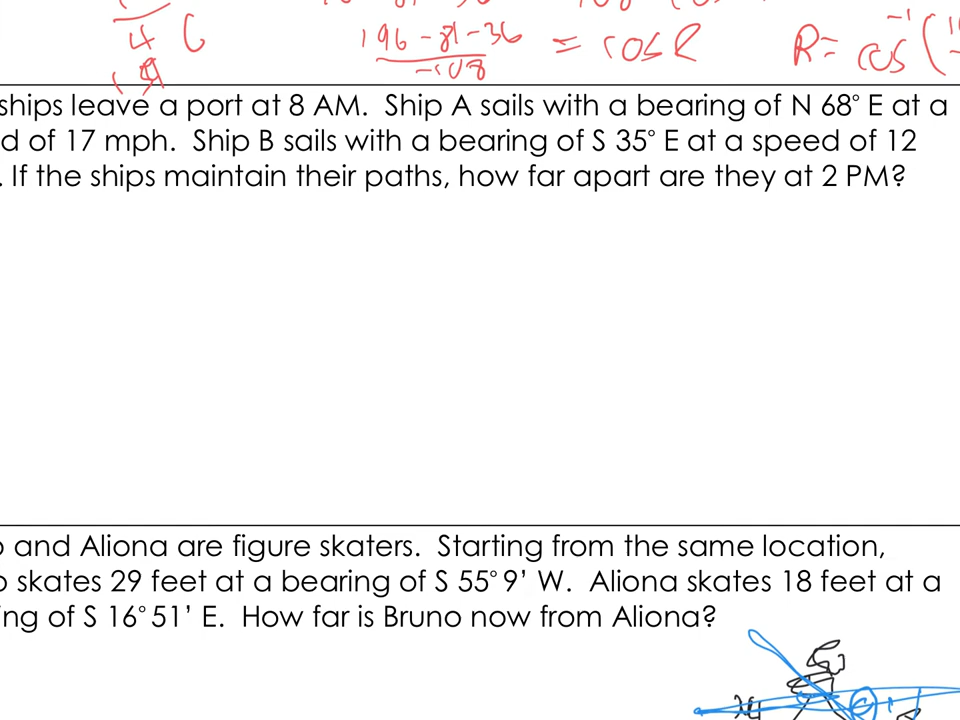 4 6
196-81-36 = cos R R= cos⁻¹(
-108
ships leave a port at 8 AM. Ship A sails with a bearing of N 68° E at a
d of 17 mph. Ship B sails with a bearing of S 35° E at a speed of 12
. If the ships maintain their paths, how far apart are they at 2 PM?
and Aliona are figure skaters. Starting from the same location,
o skates 29 feet at a bearing of S 55° 9’ W. Aliona skates 18 feet at a
ing of S 16° 51’ E. How far is Bruno now from Aliona?